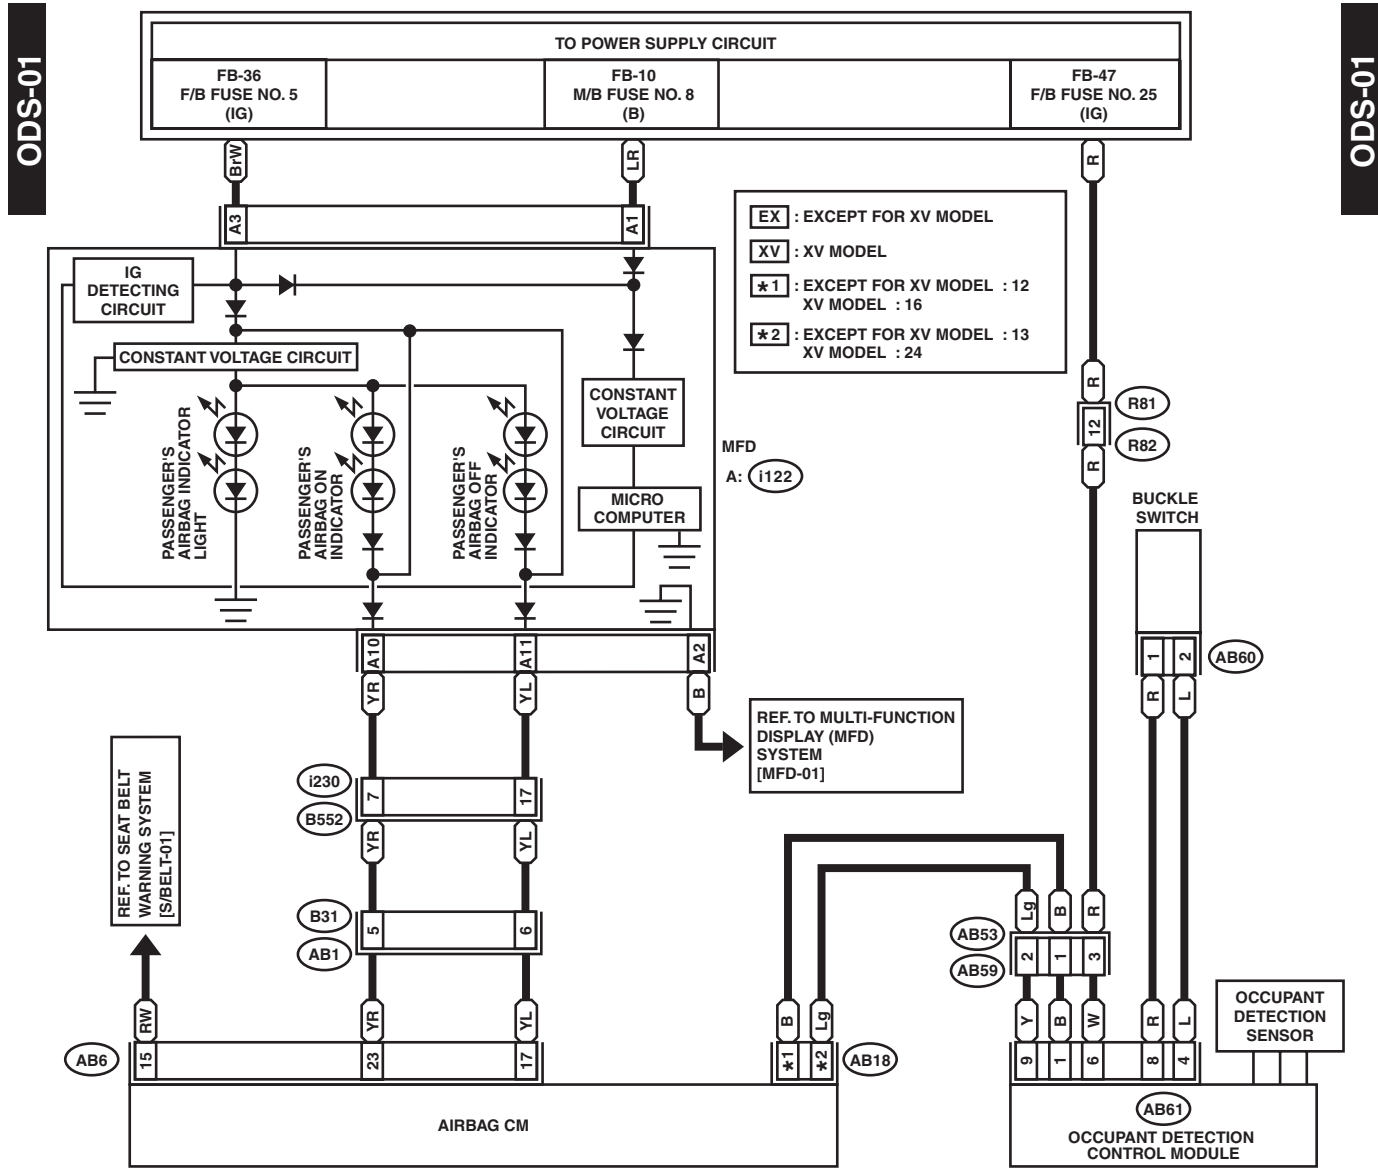 ODS-01
ODS-01
TO POWER SUPPLY CIRCUIT
FB-36
F/B FUSE NO. 5
(IG)
FB-10
M/B FUSE NO. 8
(B)
FB-47
F/B FUSE NO. 25
(IG)
BrW
LR
R
A3
A1
EX : EXCEPT FOR XV MODEL
XV : XV MODEL
*1 : EXCEPT FOR XV MODEL : 12
XV MODEL : 16
*2 : EXCEPT FOR XV MODEL : 13
XV MODEL : 24
IG
DETECTING
CIRCUIT
CONSTANT VOLTAGE CIRCUIT
CONSTANT
VOLTAGE
CIRCUIT
MICRO
COMPUTER
PASSENGER'S
AIRBAG INDICATOR
LIGHT
PASSENGER'S
AIRBAG ON
INDICATOR
PASSENGER'S
AIRBAG OFF
INDICATOR
MFD
A: i122
R
12
R
R81
R82
BUCKLE
SWITCH
1
2
AB60
R
L
A10
A11
A2
YR
YL
B
REF. TO MULTI-FUNCTION
DISPLAY (MFD)
SYSTEM
[MFD-01]
REF. TO SEAT BELT
WARNING SYSTEM
[S/BELT-01]
i230
B552
7
17
YR
YL
B31
AB1
5
6
YR
YL
RW
AB6
15
23
17
B
Lg
*1
*2
AB18
AIRBAG CM
Lg
B
R
AB53
AB59
2
1
3
Y
B
W
R
L
9
1
6
8
4
OCCUPANT
DETECTION
SENSOR
AB61
OCCUPANT DETECTION
CONTROL MODULE